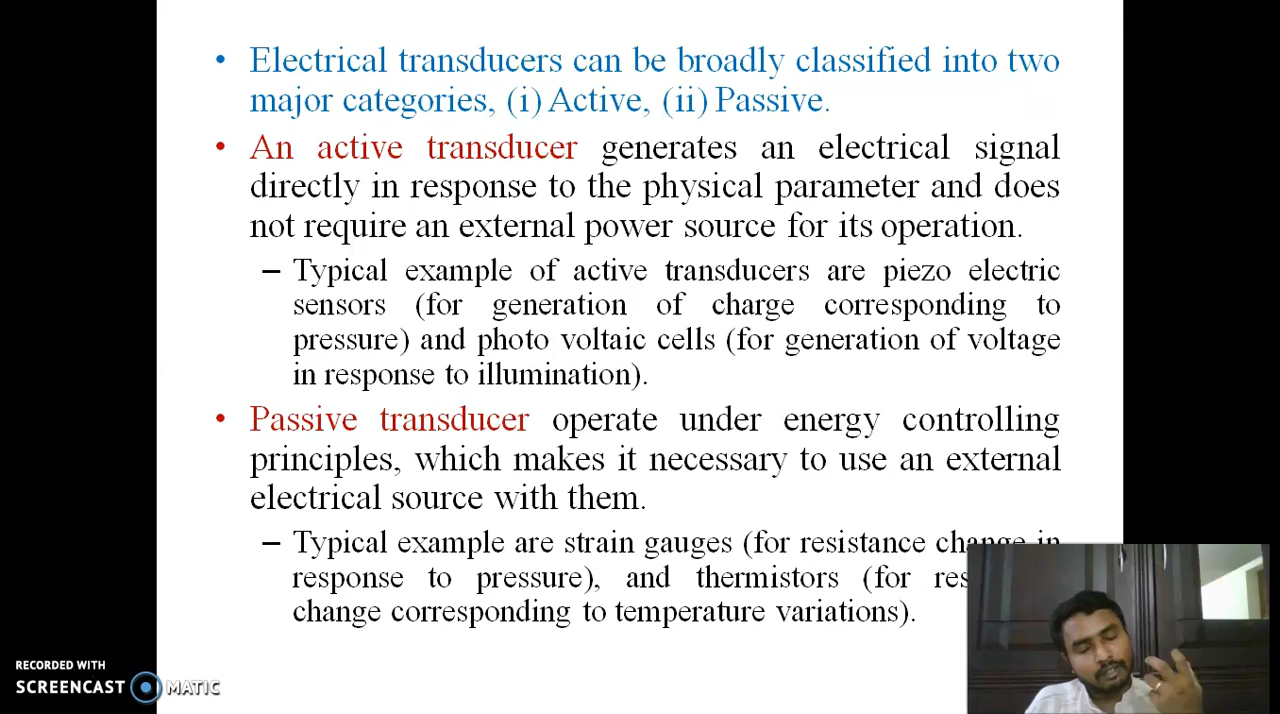 • Electrical transducers can be broadly classified into two
major categories, (i) Active, (ii) Passive.
• An active transducer generates an electrical signal
directly in response to the physical parameter and does
not require an external power source for its operation.
– Typical example of active transducers are piezo electric
sensors (for generation of charge corresponding to
pressure) and photo voltaic cells (for generation of voltage
in response to illumination).
• Passive transducer operate under energy controlling
principles, which makes it necessary to use an external
electrical source with them.
– Typical example are strain gauges (for resistance change in
response to pressure), and thermistors (for
change corresponding to temperature variations).
RECORDED WITH
SCREENCAST MATIC